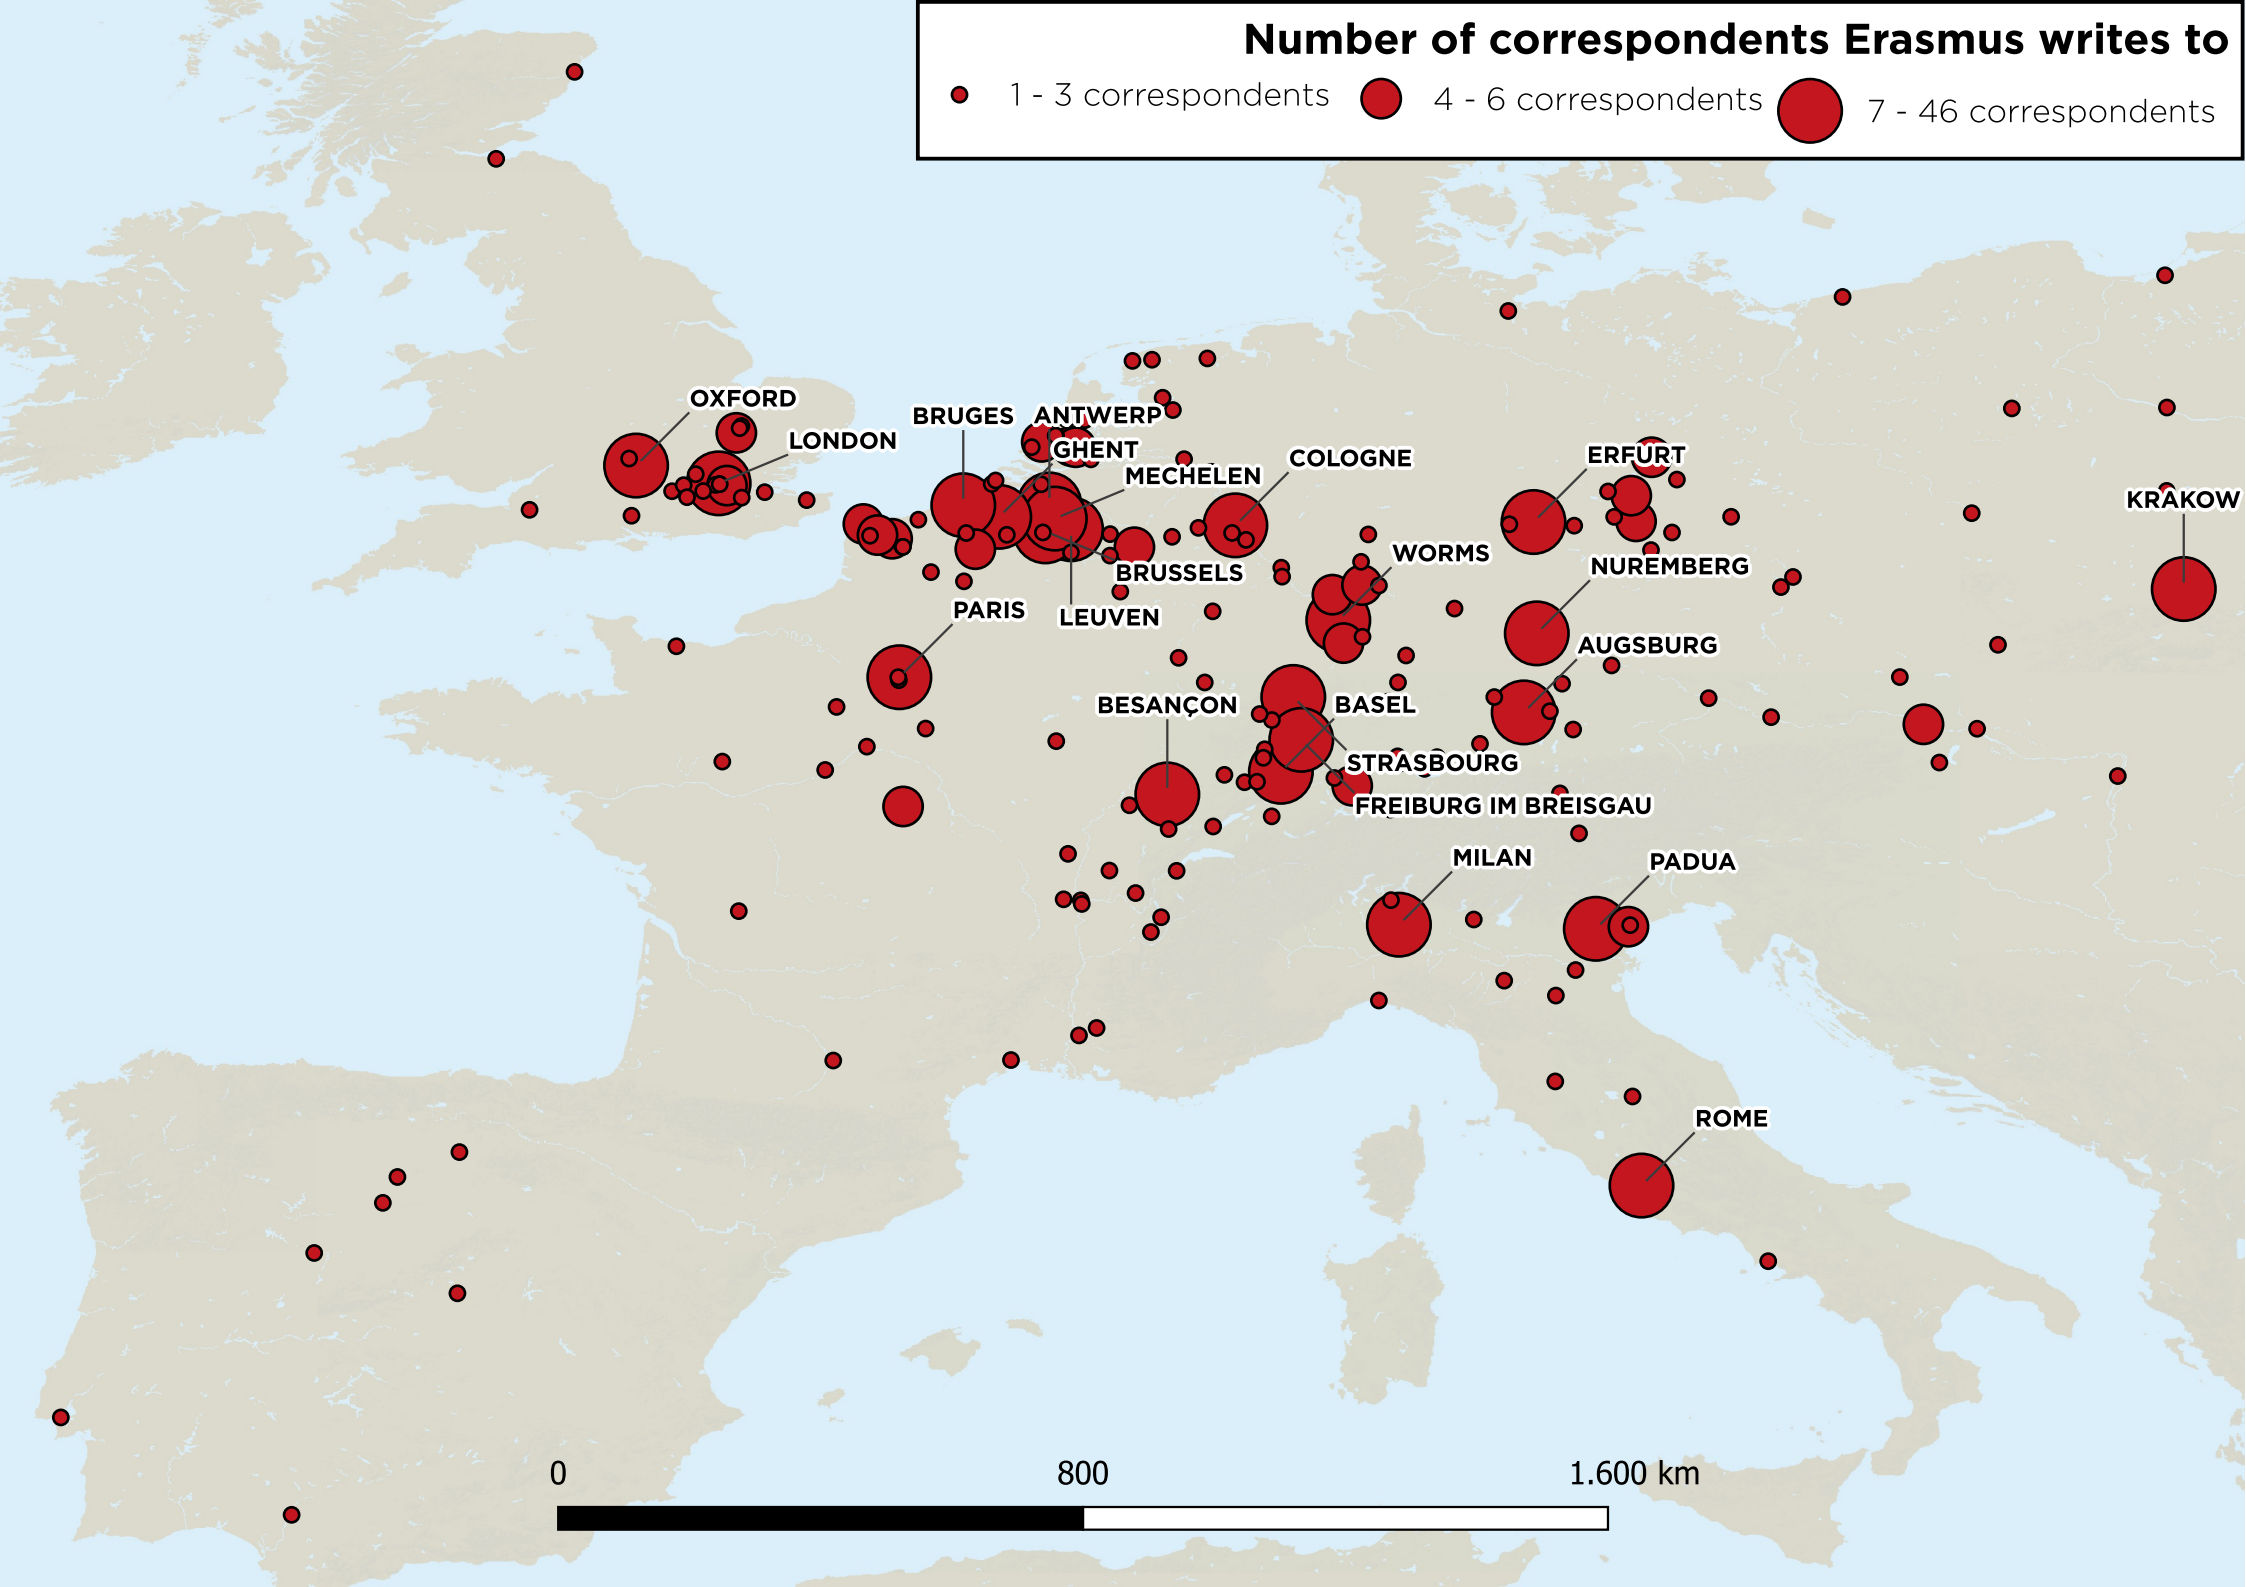 Number of correspondents Erasmus writes to
1 - 3 correspondents
4 - 6 correspondents
7 - 46 correspondents
OXFORD
LONDON
BRUGES
ANTWERP
GHENT
MECHELEN
COLOGNE
ERFURT
KRAKOW
WORMS
NUREMBERG
BRUSSELS
LEUVEN
PARIS
AUGSBURG
BESANÇON
BASEL
STRASBOURG
FREIBURG IM BREISGAU
MILAN
PADUA
ROME
0
800
1.600 km